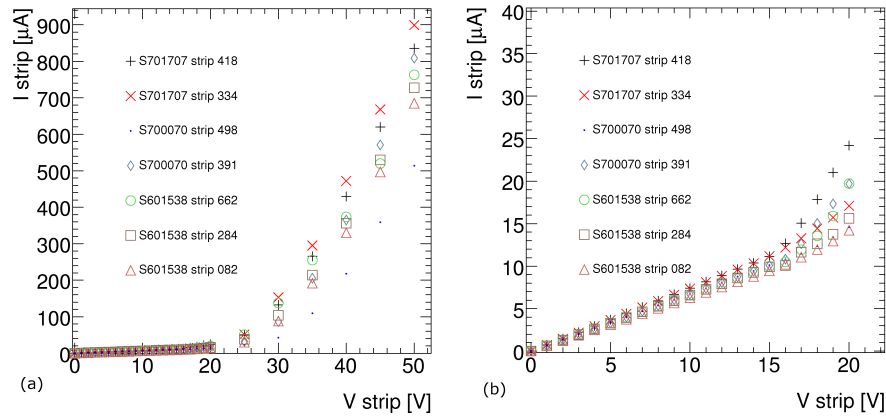 I strip [µA]
900
800
700
600
500
400
300
200
100
0
S701707 strip 418
S701707 strip 334
S700070 strip 498
S700070 strip 391
S601538 strip 662
S601538 strip 284
S601538 strip 082
0 10 20 30 40 50
V strip [V]
(a)
I strip [µA]
40
35
30
25
20
15
10
5
0
S701707 strip 418
S701707 strip 334
S700070 strip 498
S700070 strip 391
S601538 strip 662
S601538 strip 284
S601538 strip 082
0 5 10 15 20
V strip [V]
(b)